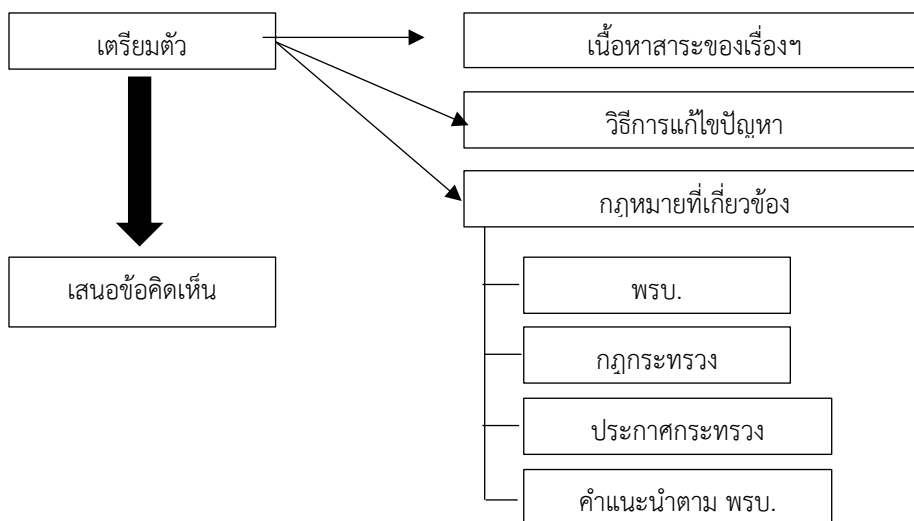 เตรียมตัว
เนื้อหาสาระของเรื่องฯ
วิธีการแก้ไขปัญหา
กฎหมายที่เกี่ยวข้อง
เสนอข้อคิดเห็น
พรบ.
กฎกระทรวง
ประกาศกระทรวง
คำแนะนำตาม พรบ.